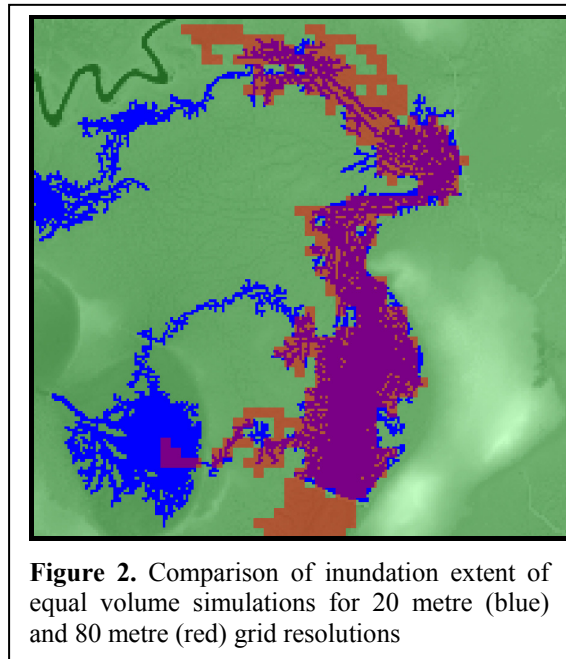 Figure 2. Comparison of inundation extent of
equal volume simulations for 20 metre (blue)
and 80 metre (red) grid resolutions